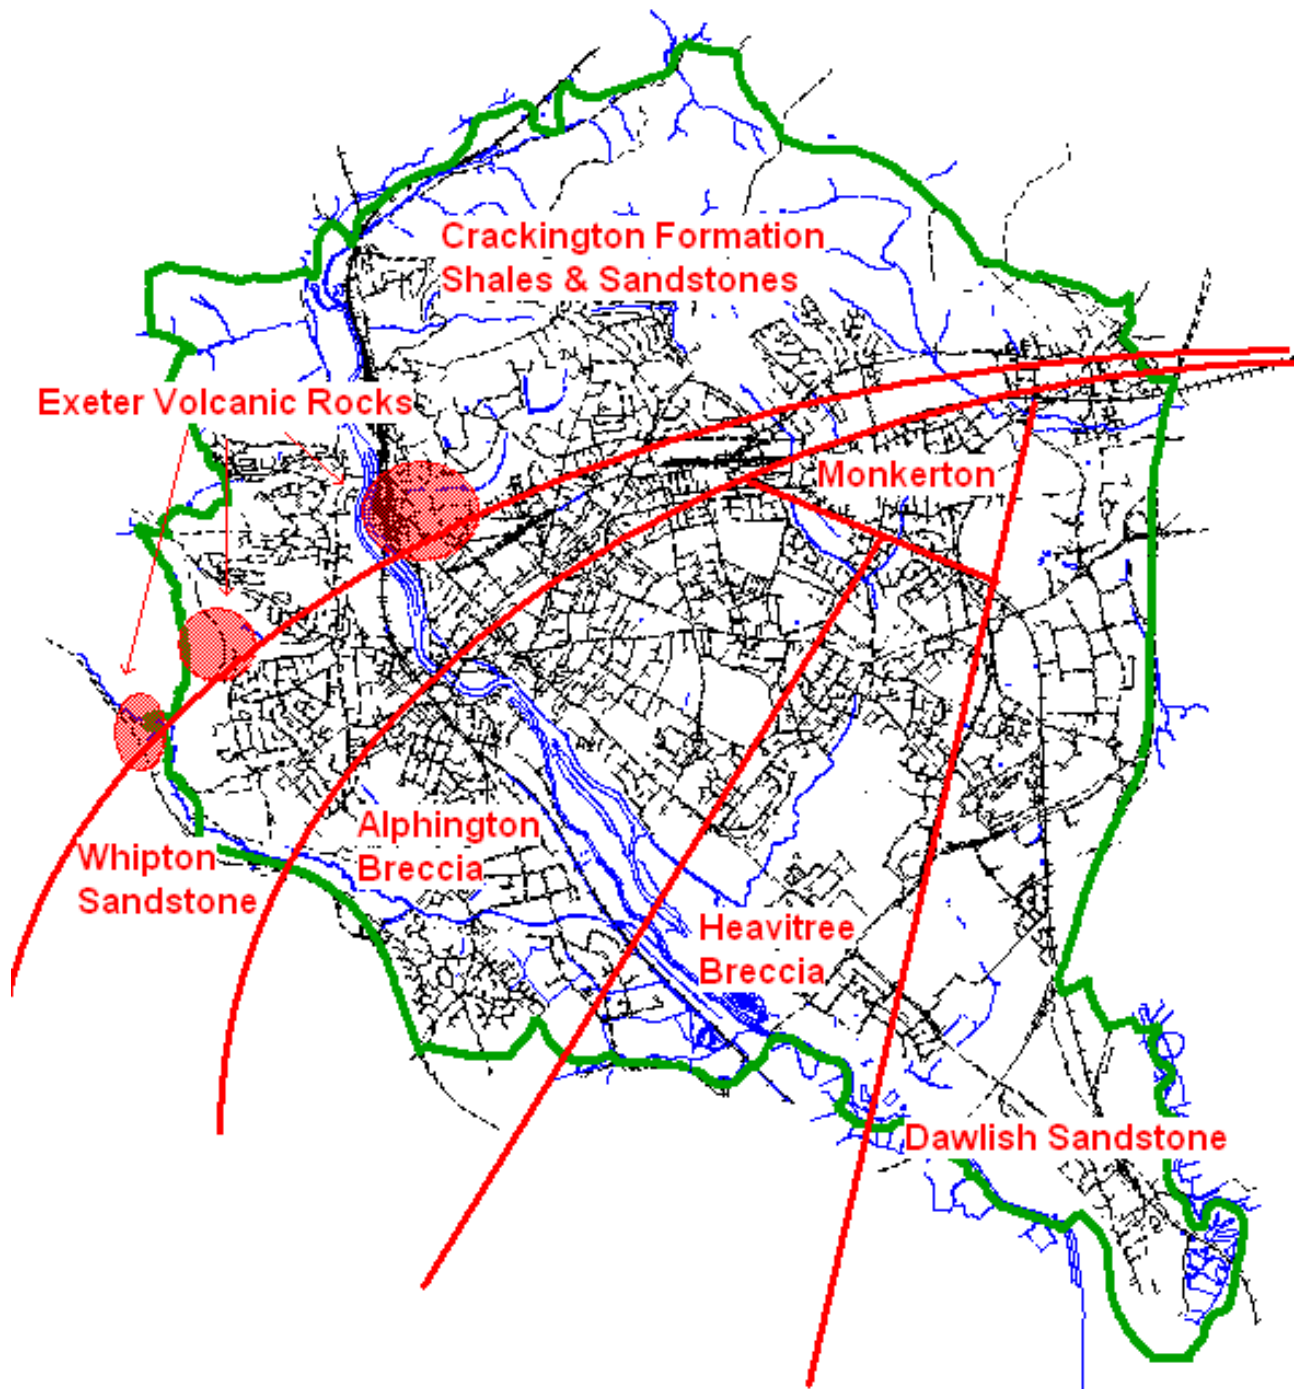 Crackington Formation
Shales & Sandstones
Exeter Volcanic Rocks
Monkerton
Alphington
Breccia
Whipton
Sandstone
Heavitree
Breccia
Dawlish Sandstone